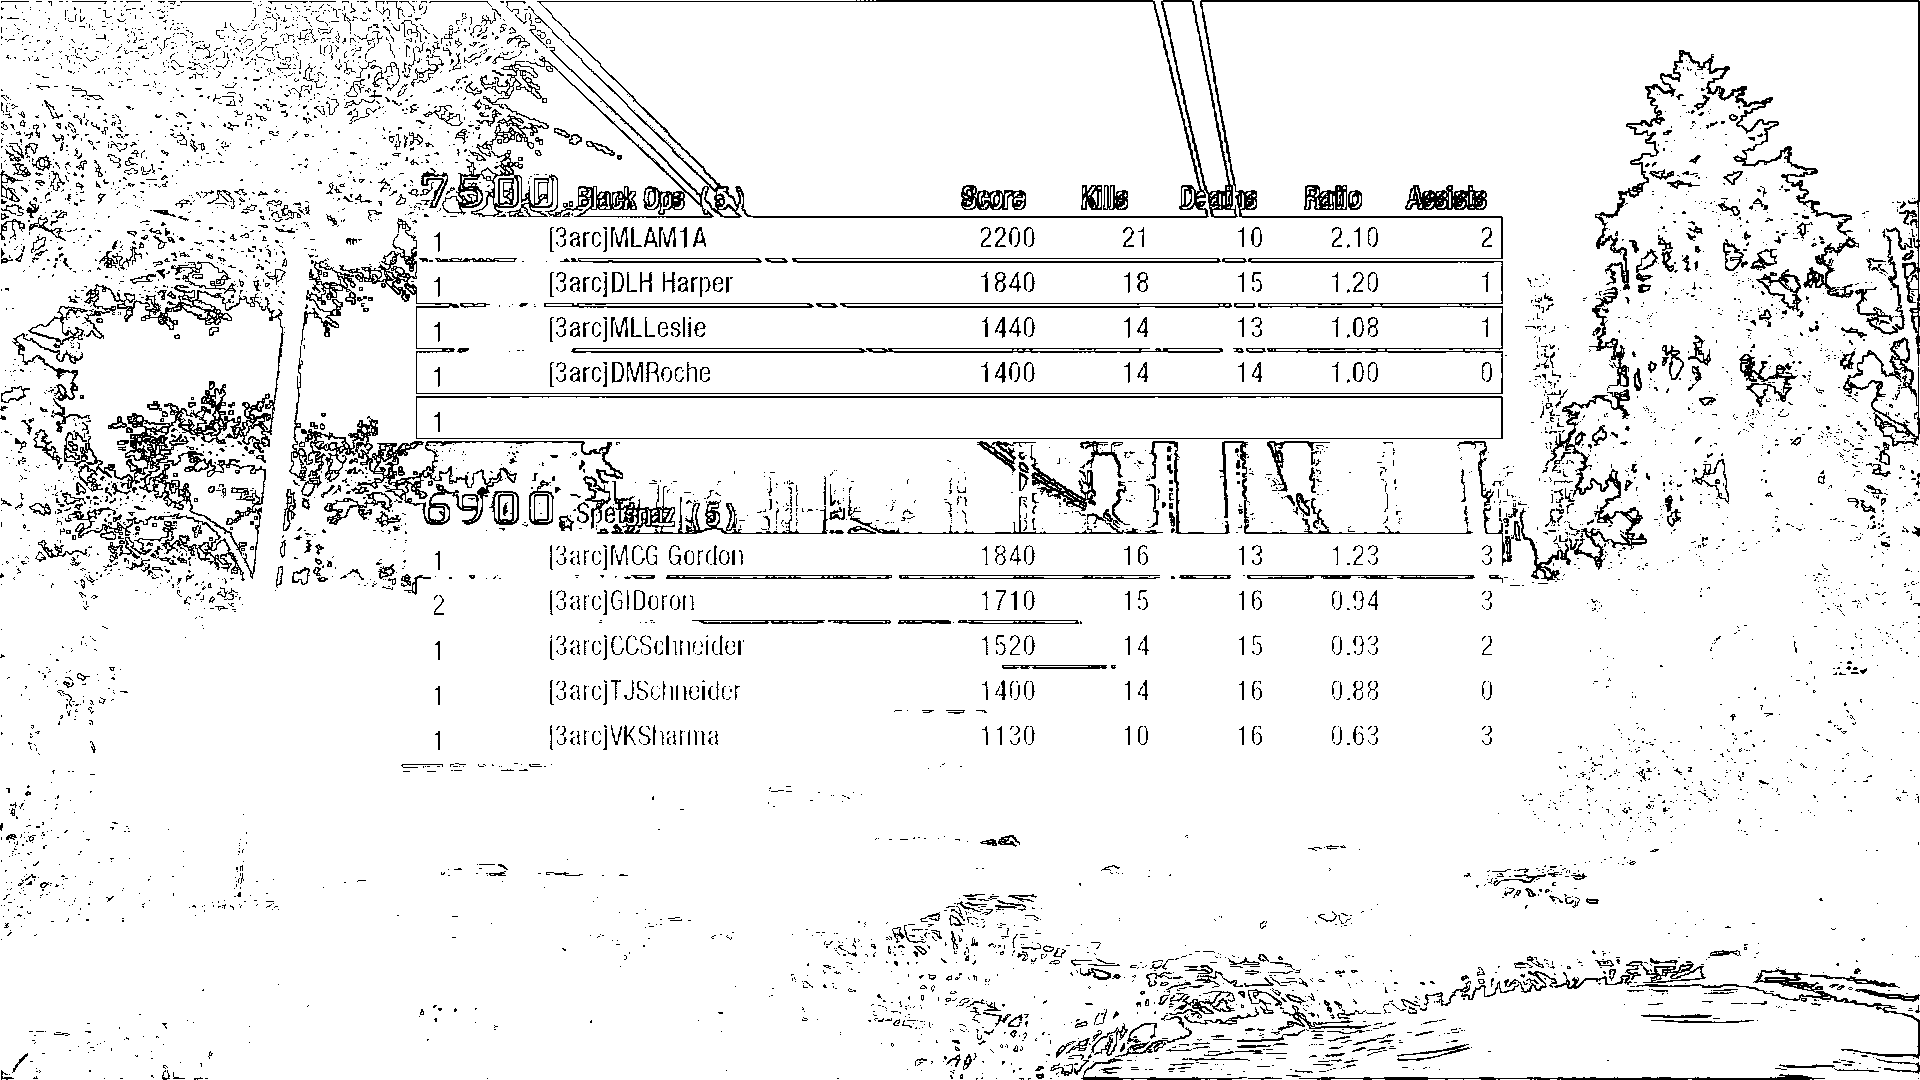 7500 Black Ops (5) Score Kills Deaths Ratio Assists
1 [3arc]MLAM1A 2200 21 10 2.10 2
1 [3arc]DLH Harper 1840 18 15 1.20 1
1 [3arc]MLLeslie 1440 14 13 1.08 1
1 [3arc]DMRoche 1400 14 14 1.00 0
1
6900 Spetsnaz (5)
1 [3arc]MCG Gordon 1840 16 13 1.23 3
2 [3arc]GIDoron 1710 15 16 0.94 3
1 [3arc]CCSchneider 1520 14 15 0.93 2
1 [3arc]TJSchneider 1400 14 16 0.88 0
1 [3arc]VKSharma 1130 10 16 0.63 3